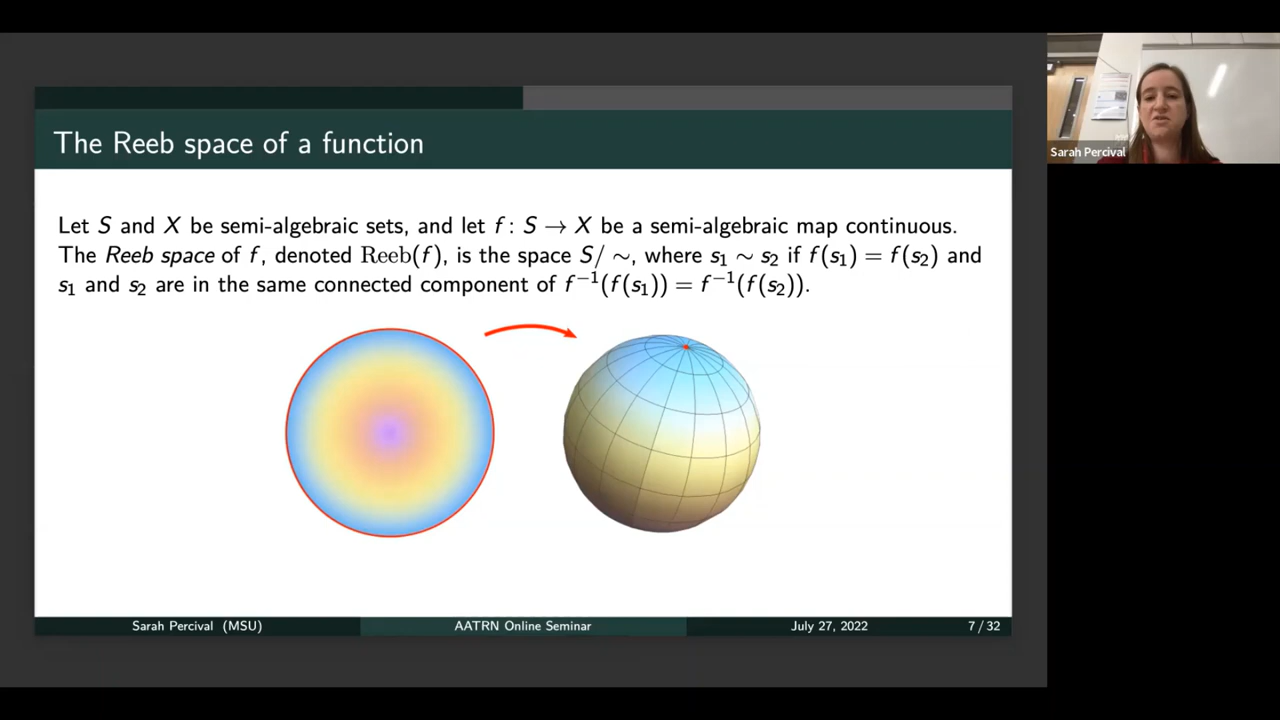 The Reeb space of a function
Let S and X be semi-algebraic sets, and let f : S → X be a semi-algebraic map continuous.
The Reeb space of f, denoted Reeb(f), is the space S/ ∼, where s₁ ∼ s₂ if f(s₁) = f(s₂) and
s₁ and s₂ are in the same connected component of f⁻¹(f(s₁)) = f⁻¹(f(s₂)).
Sarah Percival (MSU)
AATRN Online Seminar
July 27, 2022
7 / 32
Sarah Percival